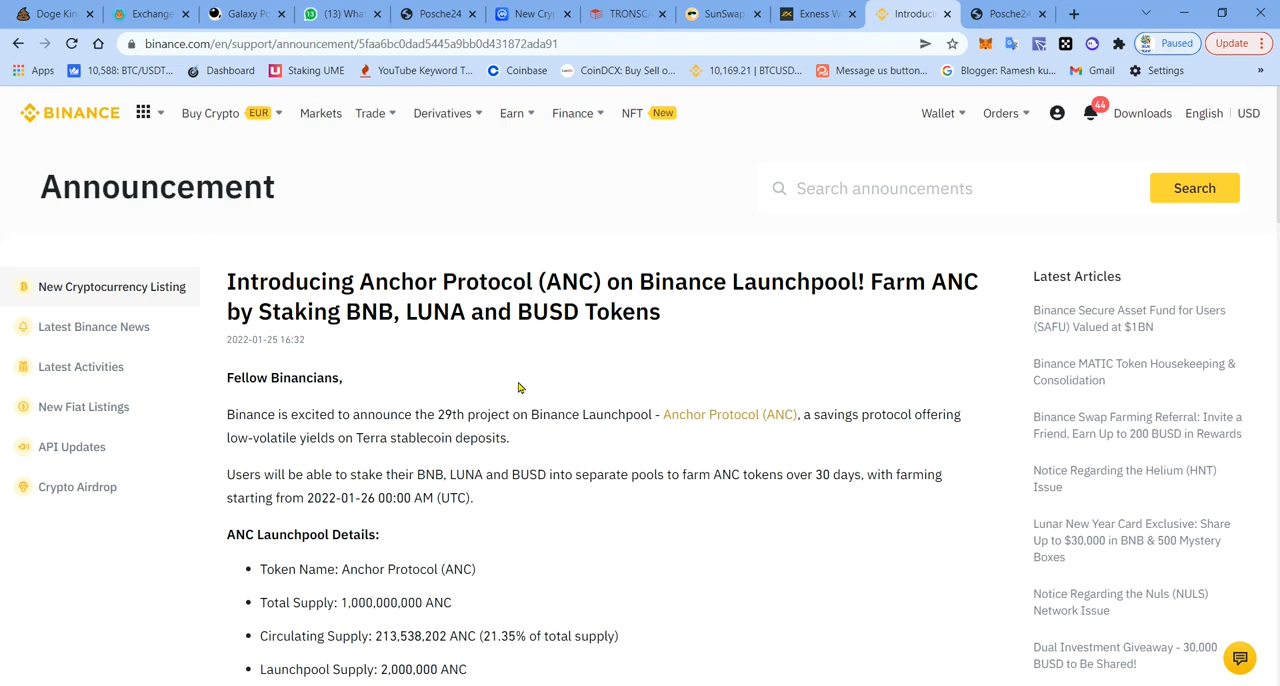 Doge King
Exchange
Galaxy Po
(13) Wha
Posche24
New Cryp
TRONSCA
SunSwap
Exness W
Introduci
Posche24
binance.com/en/support/announcement/5faa6bc0dad5445a9bb0d431872ada91
Paused
Update
Apps
10,588: BTC/USDT...
Dashboard
Staking UME
YouTube Keyword T...
Coinbase
CoinDCX: Buy Sell o...
10,169.21 | BTCUSD...
Message us button...
Blogger: Ramesh ku...
Gmail
Settings
»
BINANCE
Buy Crypto EUR
Markets
Trade
Derivatives
Earn
Finance
NFT New
Wallet
Orders
44
Downloads
English
USD
Announcement
Search announcements
Search
New Cryptocurrency Listing
Latest Binance News
Latest Activities
New Fiat Listings
API Updates
Crypto Airdrop
Introducing Anchor Protocol (ANC) on Binance Launchpool! Farm ANC
by Staking BNB, LUNA and BUSD Tokens
2022-01-25 16:32
Fellow Binancians,
Binance is excited to announce the 29th project on Binance Launchpool - Anchor Protocol (ANC), a savings protocol offering
low-volatile yields on Terra stablecoin deposits.
Users will be able to stake their BNB, LUNA and BUSD into separate pools to farm ANC tokens over 30 days, with farming
starting from 2022-01-26 00:00 AM (UTC).
ANC Launchpool Details:
• Token Name: Anchor Protocol (ANC)
• Total Supply: 1,000,000,000 ANC
• Circulating Supply: 213,538,202 ANC (21.35% of total supply)
• Launchpool Supply: 2,000,000 ANC
Latest Articles
Binance Secure Asset Fund for Users
(SAFU) Valued at $1BN
Binance MATIC Token Housekeeping &
Consolidation
Binance Swap Farming Referral: Invite a
Friend, Earn Up to 200 BUSD in Rewards
Notice Regarding the Helium (HNT)
Issue
Lunar New Year Card Exclusive: Share
Up to $30,000 in BNB & 500 Mystery
Boxes
Notice Regarding the Nuls (NULS)
Network Issue
Dual Investment Giveaway - 30,000
BUSD to Be Shared!